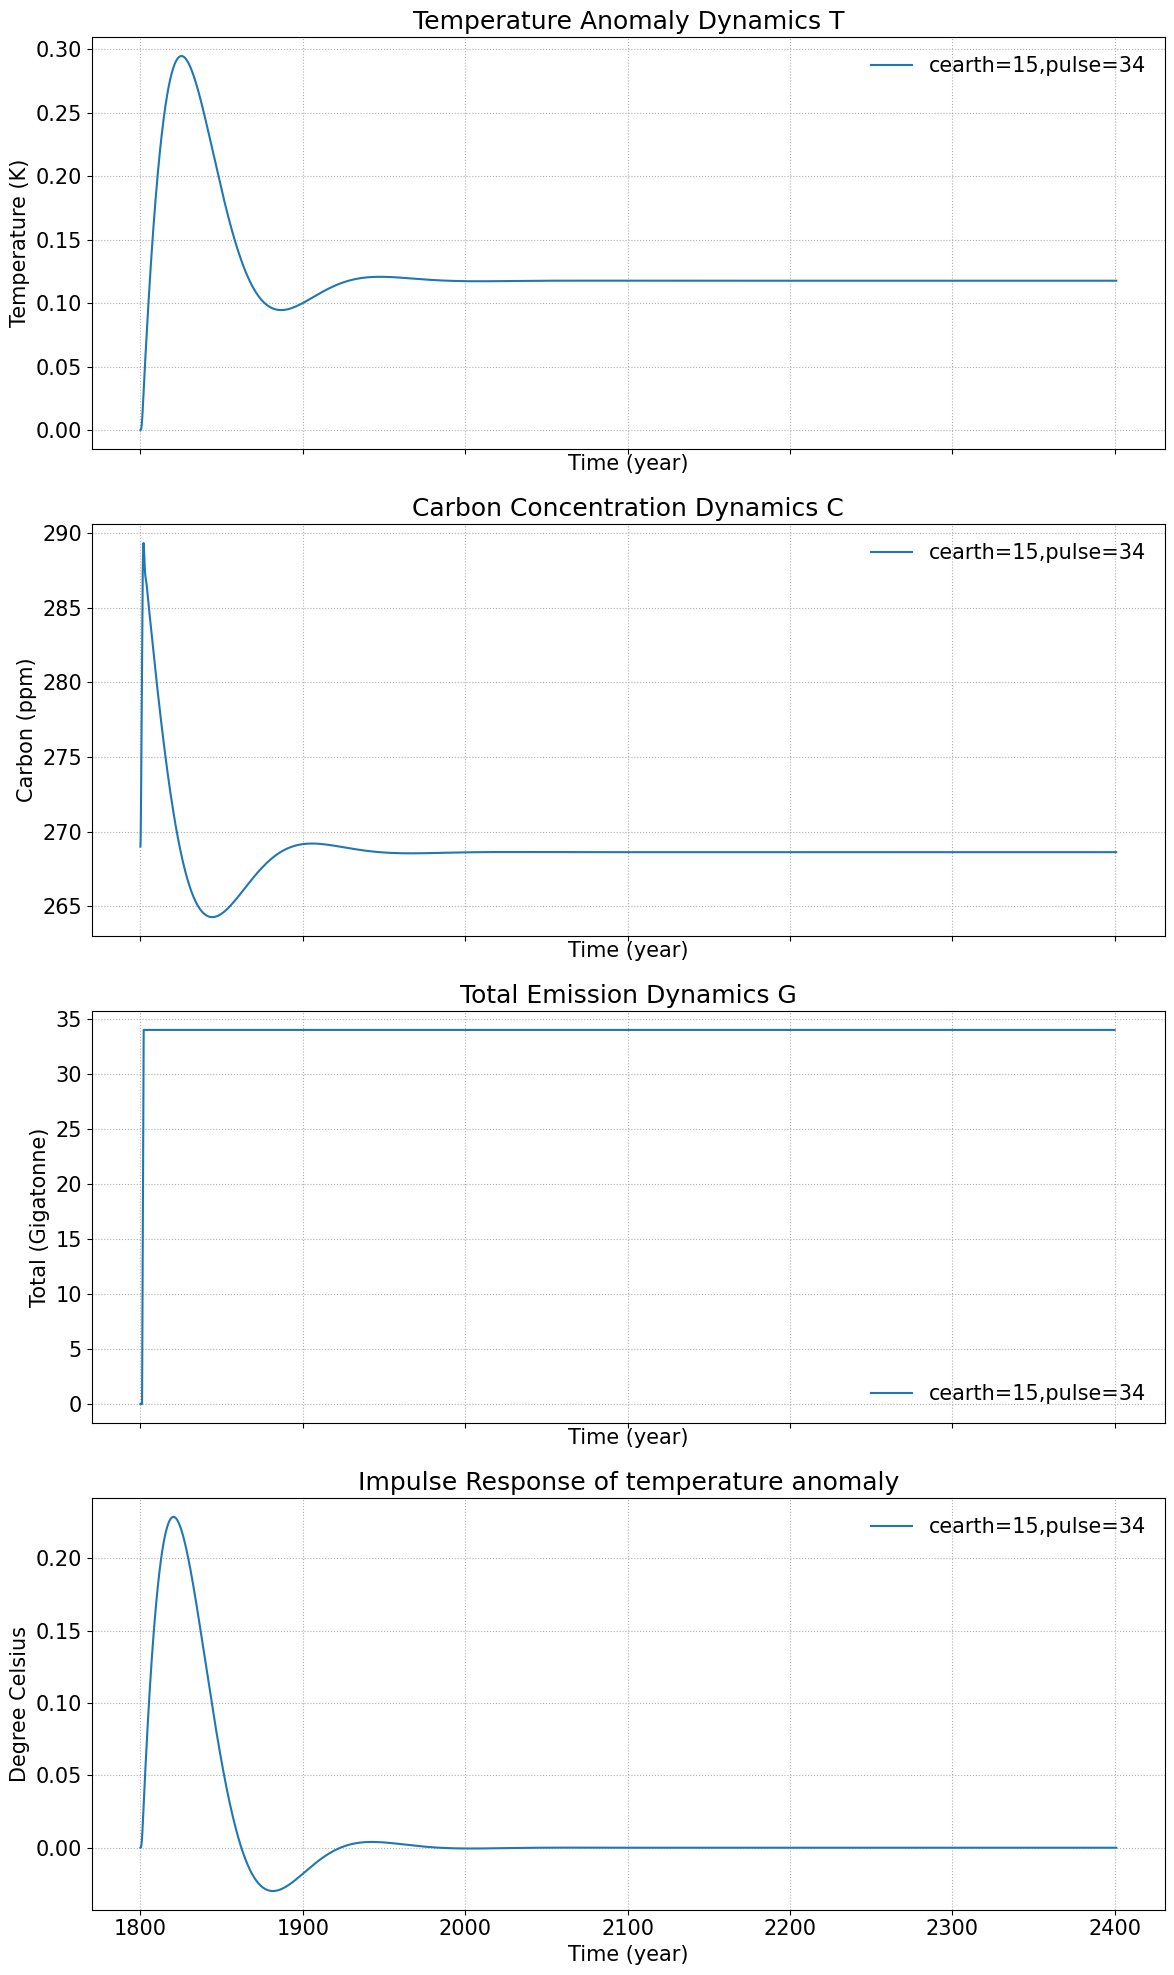 Temperature Anomaly Dynamics T
cearth=15,pulse=34
Temperature (K)
0.30
0.25
0.20
0.15
0.10
0.05
0.00
Time (year)
Carbon Concentration Dynamics C
cearth=15,pulse=34
Carbon (ppm)
290
285
280
275
270
265
Time (year)
Total Emission Dynamics G
Total (Gigatonne)
35
30
25
20
15
10
5
0
cearth=15,pulse=34
Time (year)
Impulse Response of temperature anomaly
cearth=15,pulse=34
Degree Celsius
0.20
0.15
0.10
0.05
0.00
1800 1900 2000 2100 2200 2300 2400
Time (year)